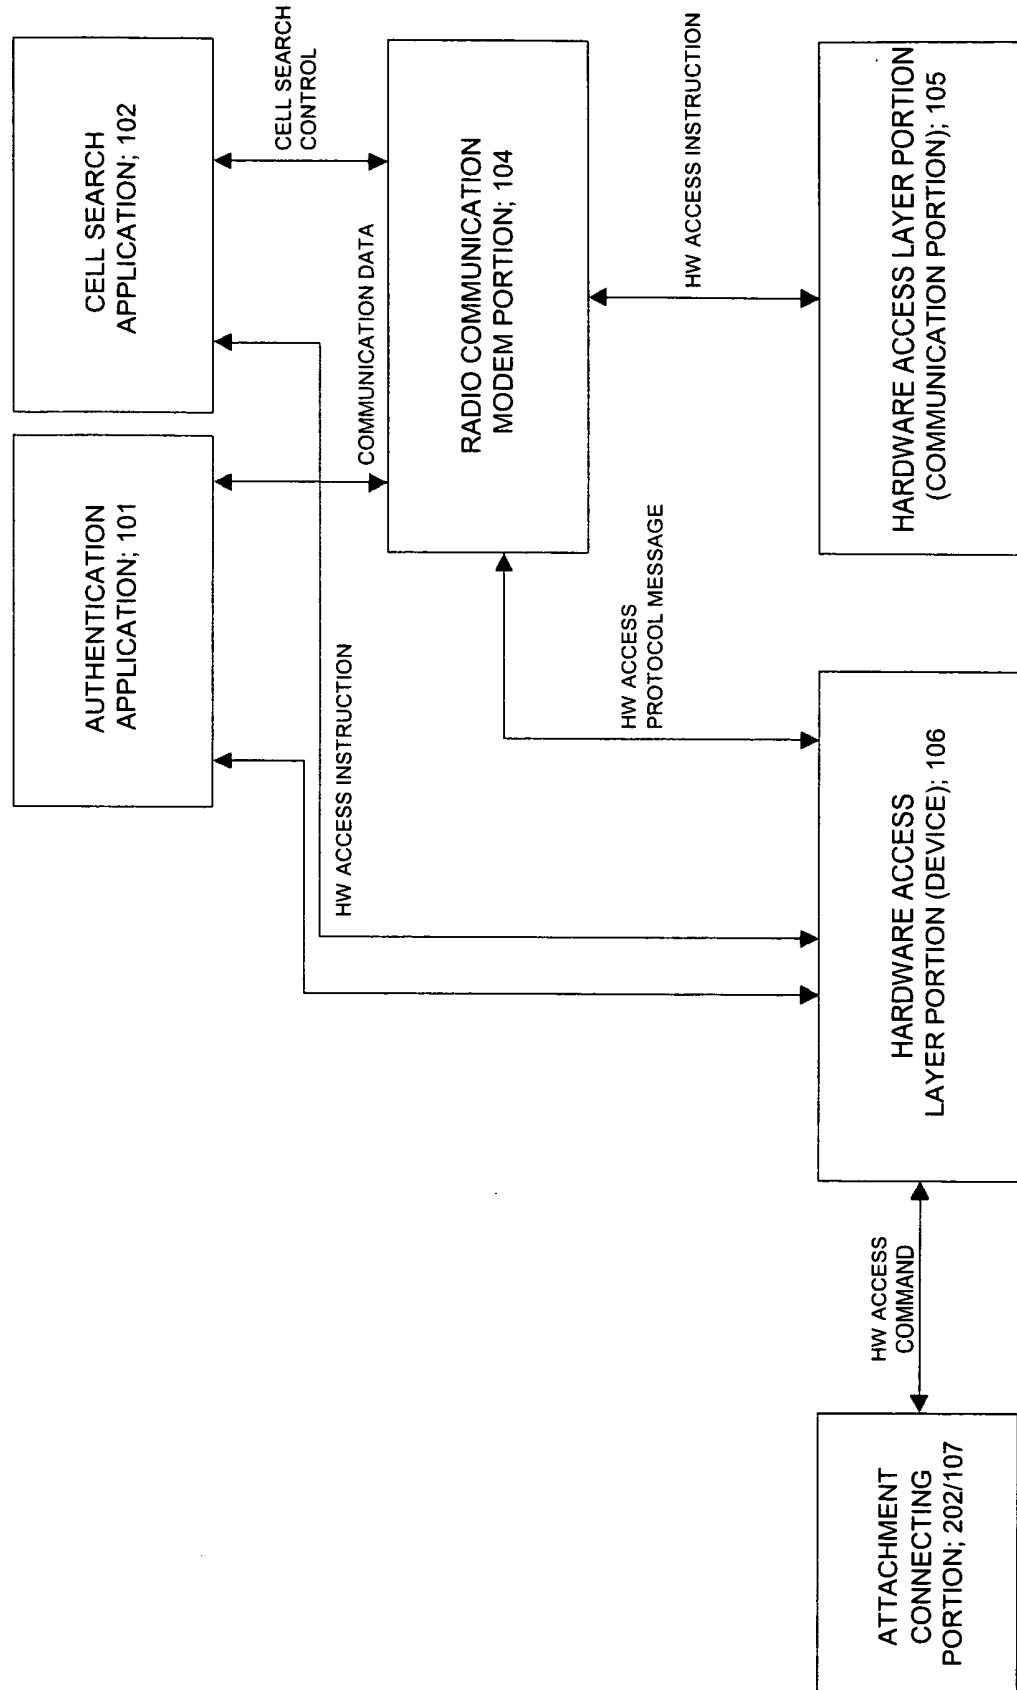 AUTHENTICATION
APPLICATION; 101
CELL SEARCH
APPLICATION; 102
HW ACCESS INSTRUCTION
COMMUNICATION DATA
CELL SEARCH
CONTROL
RADIO COMMUNICATION
MODEM PORTION; 104
HW ACCESS
PROTOCOL MESSAGE
HW ACCESS INSTRUCTION
ATTACHMENT
CONNECTING
PORTION; 202/107
HW ACCESS
COMMAND
HARDWARE ACCESS
LAYER PORTION (DEVICE); 106
HARDWARE ACCESS LAYER PORTION
(COMMUNICATION PORTION); 105